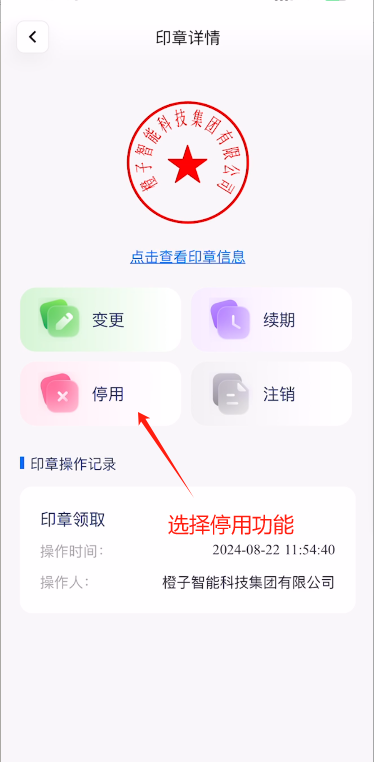 印章详情
橙子智能科技集团有限公司
点击查看印章信息
变更
续期
停用
注销
印章操作记录
印章领取
选择停用功能
操作时间：
2024-08-22 11:54:40
操作人：
橙子智能科技集团有限公司